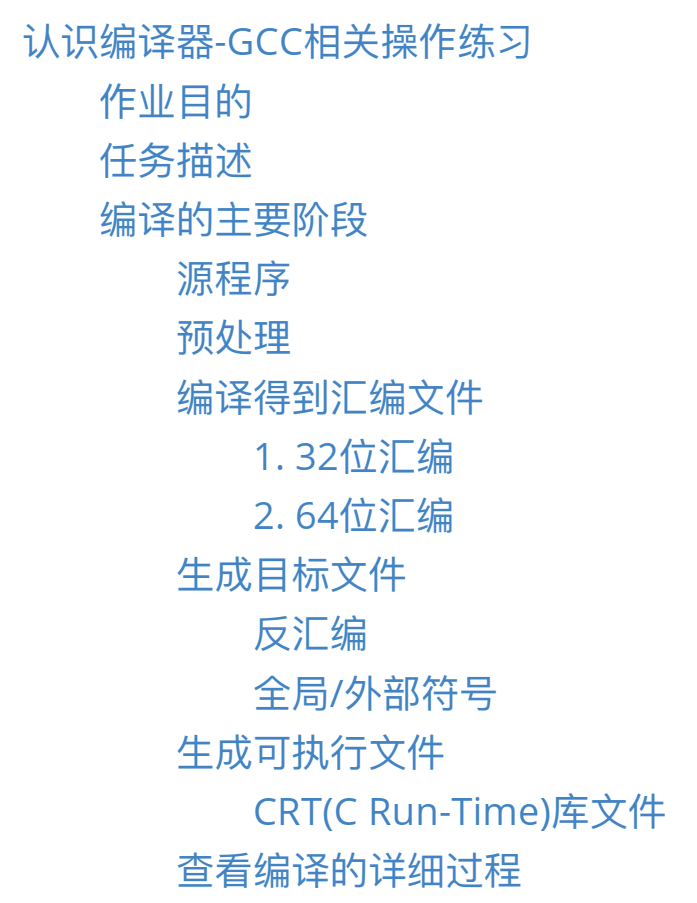 认识编译器-GCC相关操作练习
作业目的
任务描述
编译的主要阶段
源程序
预处理
编译得到汇编文件
1. 32位汇编
2. 64位汇编
生成目标文件
反汇编
全局/外部符号
生成可执行文件
CRT(C Run-Time)库文件
查看编译的详细过程